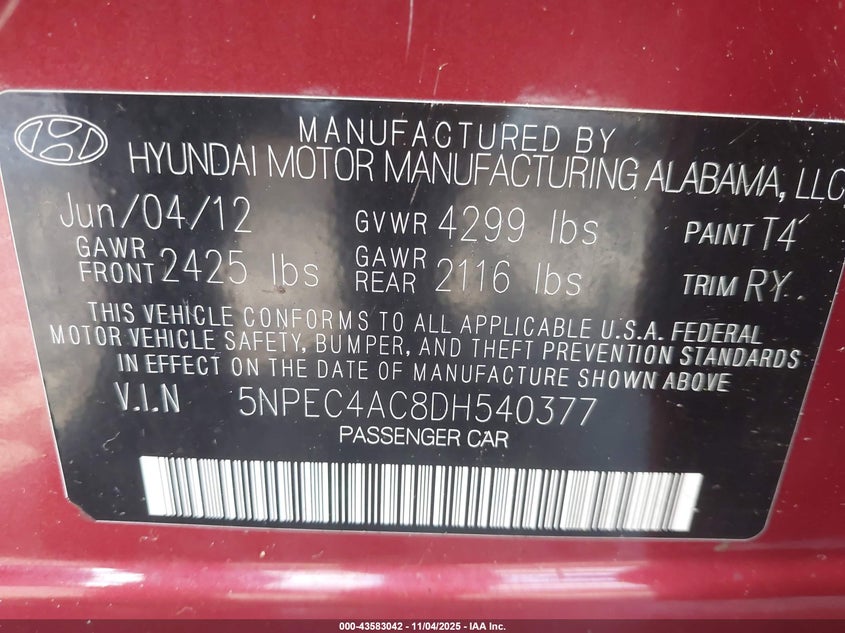 MANUFACTURED BY
HYUNDAI MOTOR MANUFACTURING ALABAMA, LLC
Jun/04/12 GVWR 4299 lbs PAINT T4
GAWR FRONT 2425 lbs GAWR REAR 2116 lbs TRIM RY
THIS VEHICLE CONFORMS TO ALL APPLICABLE U.S.A. FEDERAL
MOTOR VEHICLE SAFETY, BUMPER, AND THEFT PREVENTION STANDARDS
IN EFFECT ON THE DATE OF MANUFACTURE SHOWN ABOVE
V.I.N 5NPEC4AC8DH540377
PASSENGER CAR
000-43583042 - 11/04/2025 - IAA Inc.